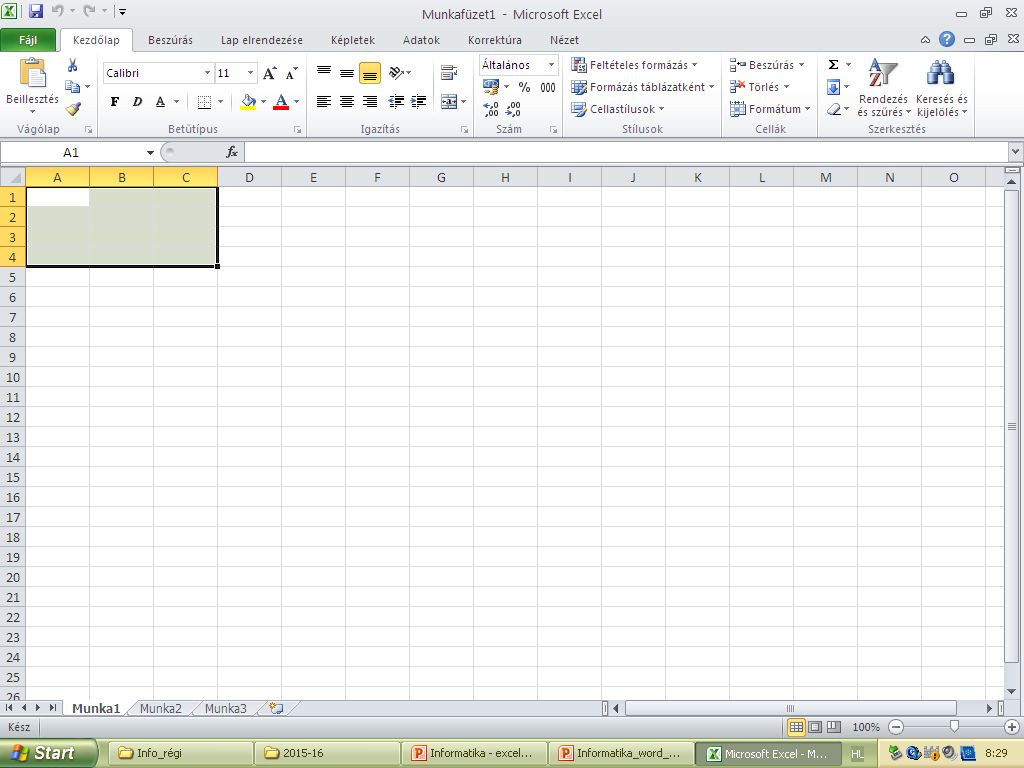 Munkafüzet1 - Microsoft Excel
Fájl Kezdőlap Beszúrás Lap elrendezése Képletek Adatok Korrektúra Nézet
Beillesztés
Vágólap
Calibri 11
F D A A
Betűtípus
Igazítás
Általános
% 000
,00 ,00
Szám
Feltételes formázás
Formázás táblázatként
Cellastílusok
Stílusok
Beszúrás
Törlés
Formátum
Cellák
Σ
Rendezés és szűrés
Keresés és kijelölés
Szerkesztés
A1 fx
A B C D E F G H I J K L M N O
1
2
3
4
5
6
7
8
9
10
11
12
13
14
15
16
17
18
19
20
21
22
23
24
25
26
Munka1 Munka2 Munka3
Kész 100%
Start Info_régi 2015-16 Informatika - excel... Informatika_word_... Microsoft Excel - M... HU 8:29